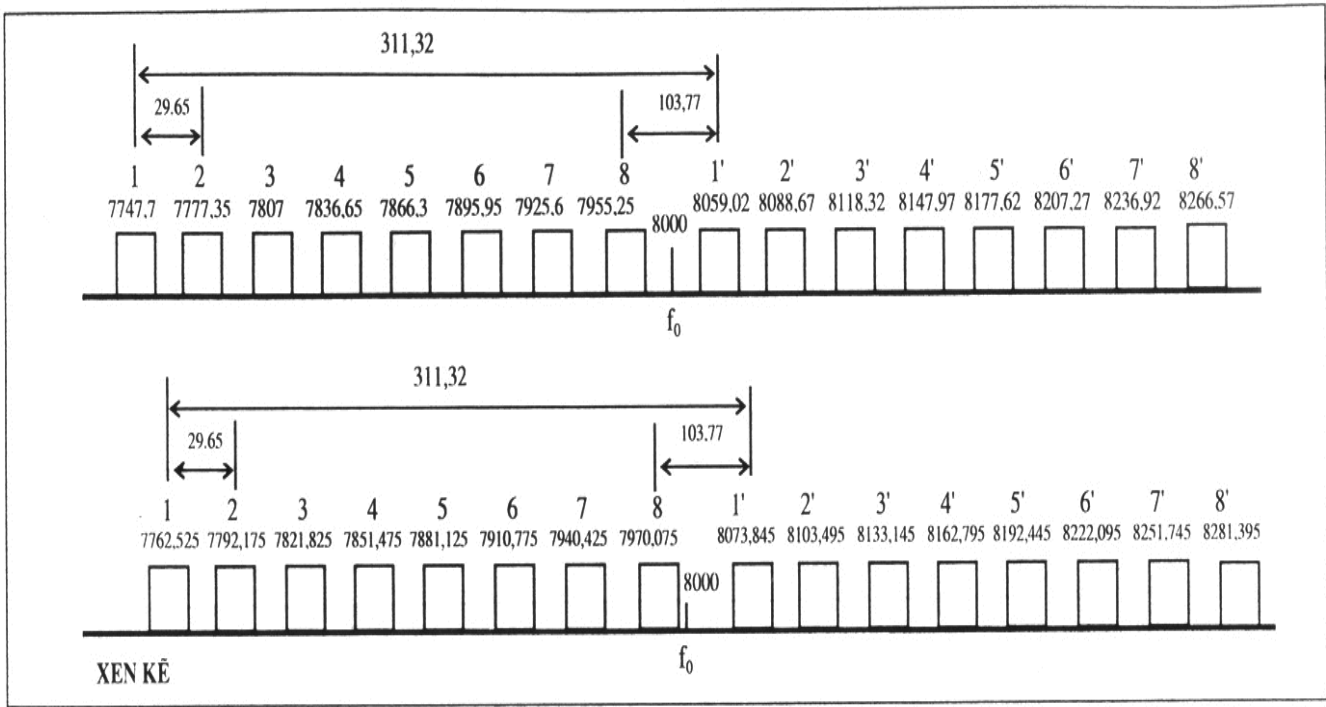 311,32
29.65 103,77
1 2 3 4 5 6 7 8 1' 2' 3' 4' 5' 6' 7' 8'
7747,7 7777,35 7807 7836,65 7866,3 7895,95 7925,6 7955,25 8059,02 8088,67 8118,32 8147,97 8177,62 8207,27 8236,92 8266,57
8000
f₀
311,32
29.65 103.77
1 2 3 4 5 6 7 8 1' 2' 3' 4' 5' 6' 7' 8'
7762,525 7792,175 7821,825 7851,475 7881,125 7910,775 7940,425 7970,075 8073,845 8103,495 8133,145 8162,795 8192,445 8222,095 8251,745 8281,395
8000
f₀
XEN KẼ